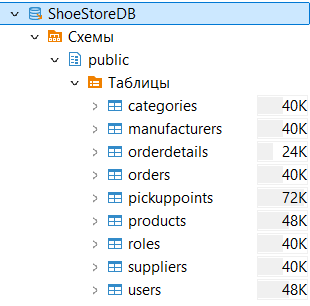 ShoeStoreDB
Схемы
public
Таблицы
categories 40K
manufacturers 40K
orderdetails 24K
orders 40K
pickuppoints 72K
products 48K
roles 40K
suppliers 40K
users 48K